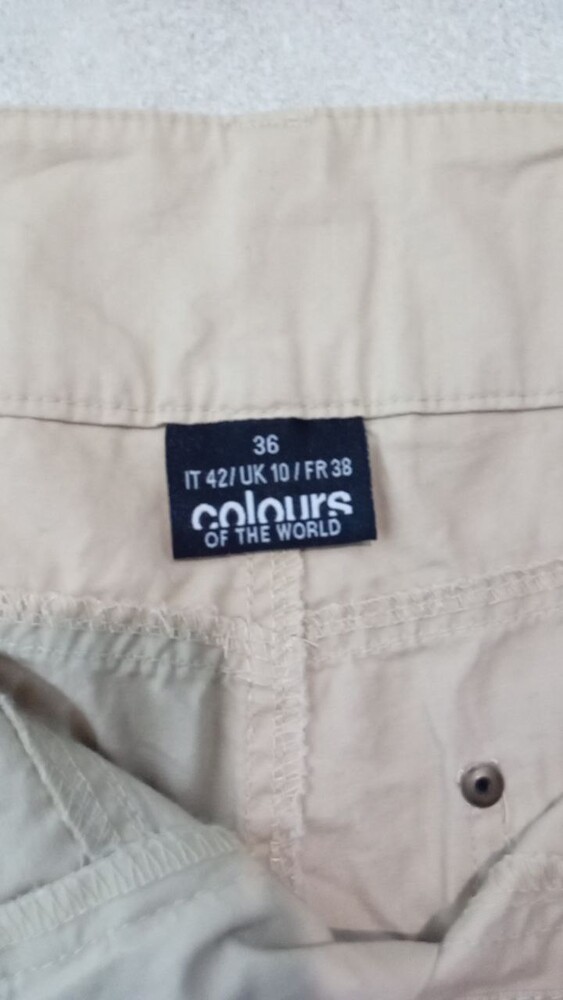 36
IT 42/ UK 10 / FR 38
colours
OF THE WORLD